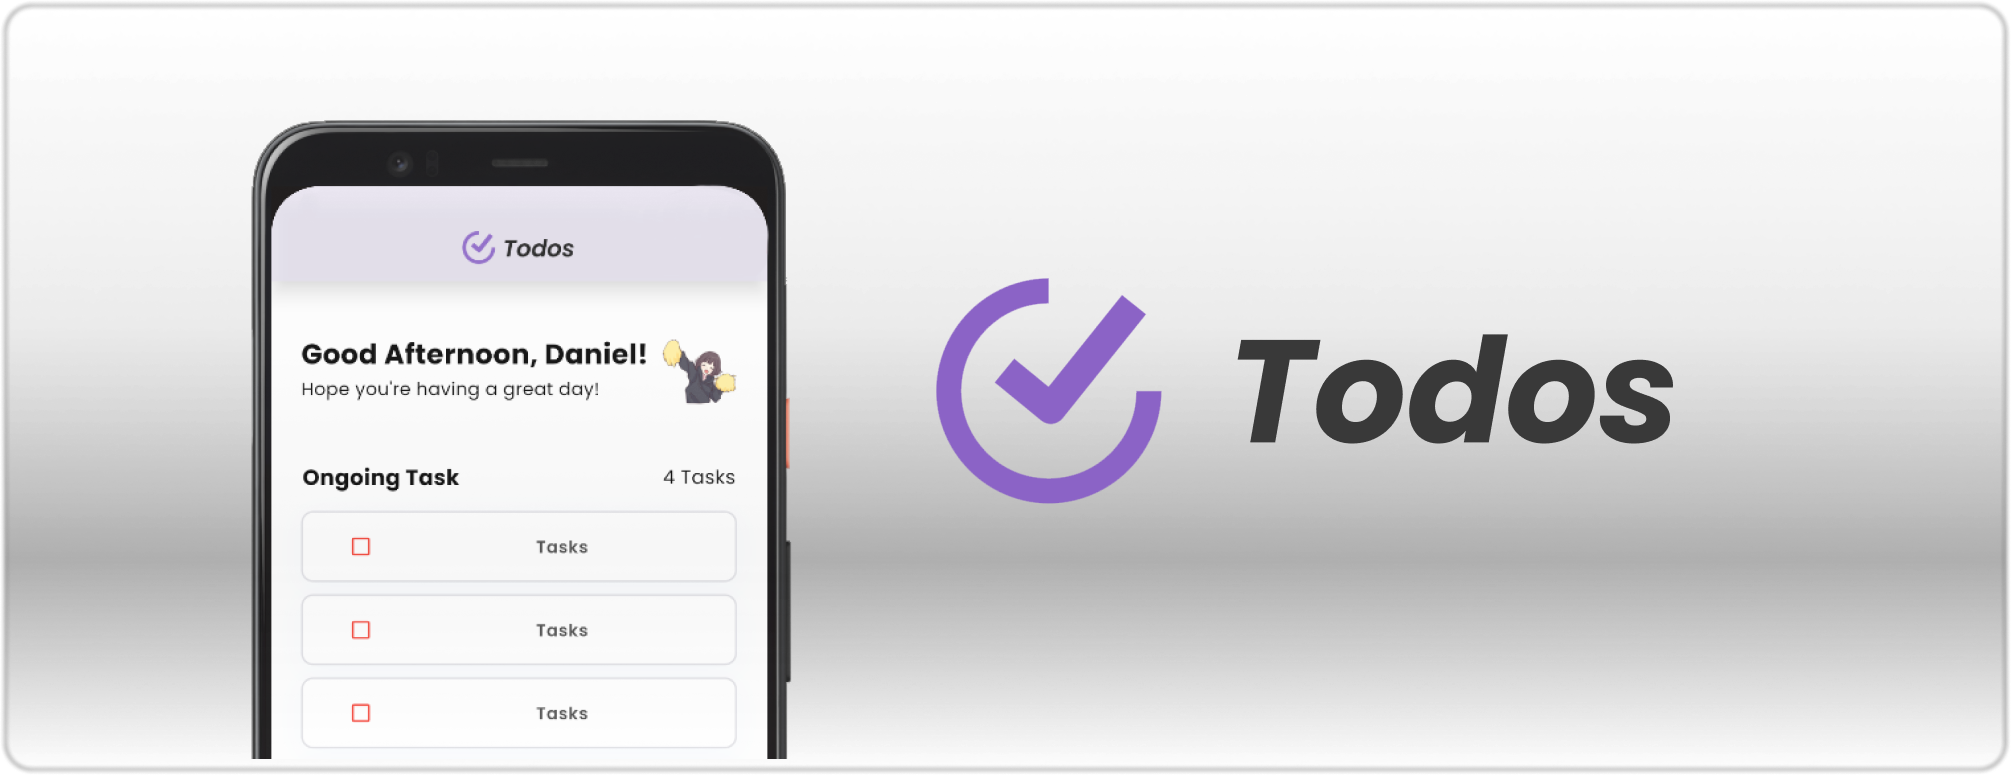 Todos
Good Afternoon, Daniel!
Hope you're having a great day!
Ongoing Task
4 Tasks
Tasks
Tasks
Tasks
Todos